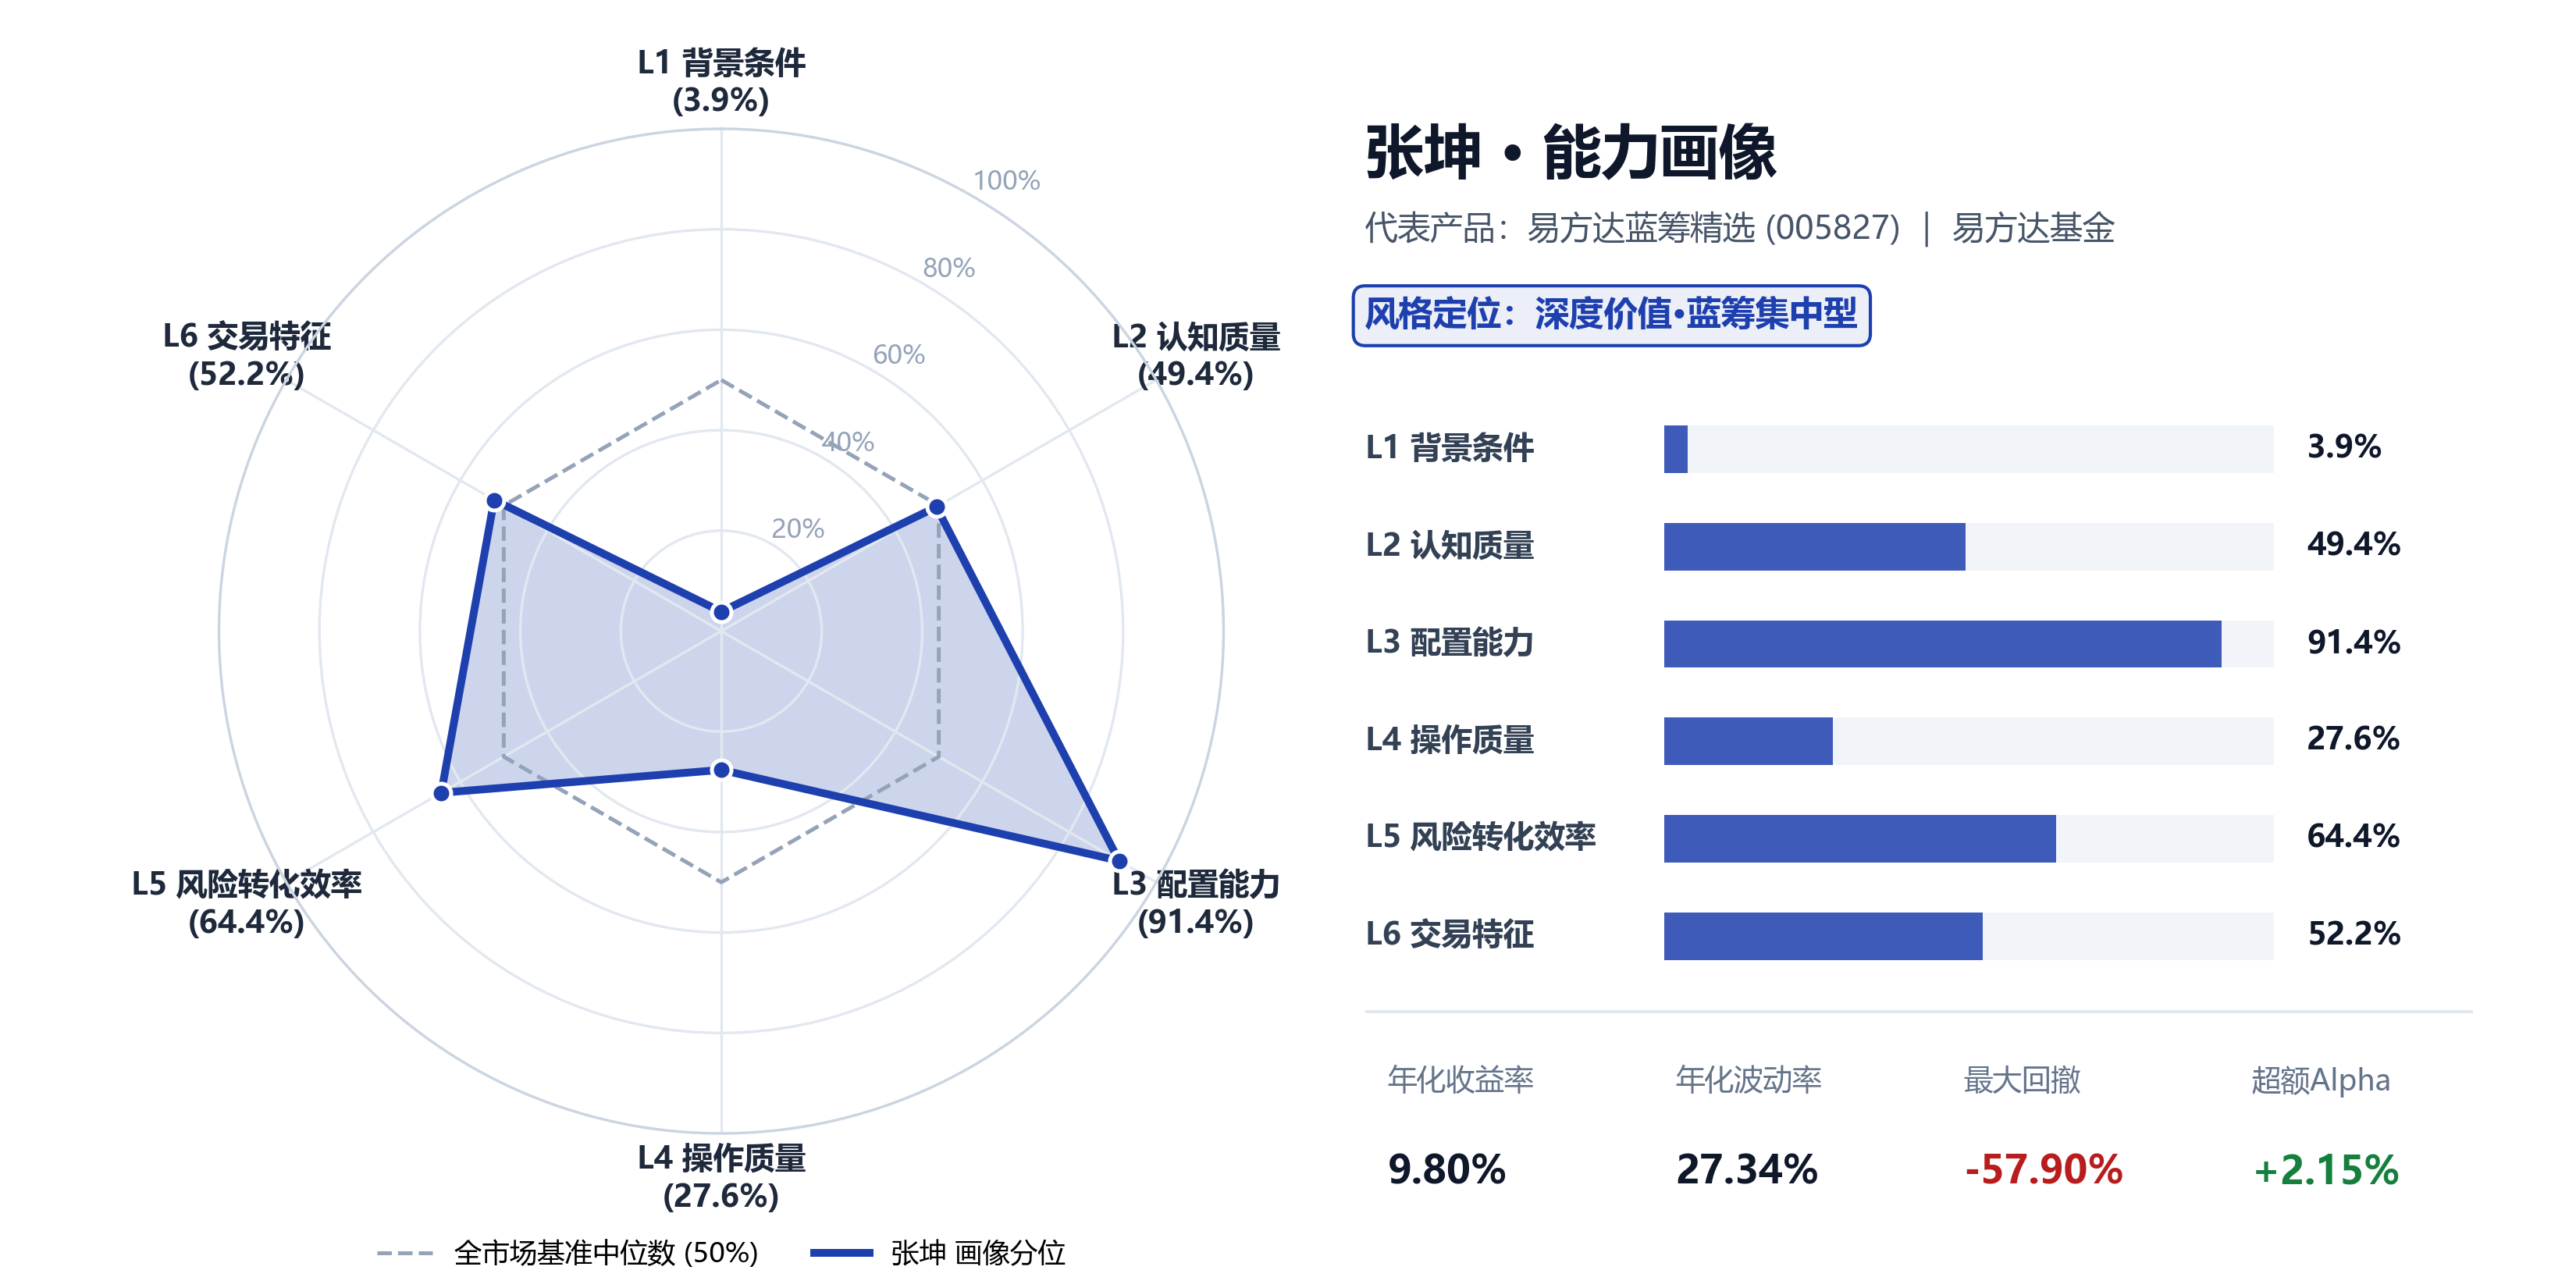 L1 背景条件
(3.9%)
100%
80%
60%
40%
20%
L6 交易特征
(52.2%)
L2 认知质量
(49.4%)
L5 风险转化效率
(64.4%)
L3 配置能力
(91.4%)
L4 操作质量
(27.6%)
全市场基准中位数 (50%)
张坤 画像分位
张坤 • 能力画像
代表产品：易方达蓝筹精选 (005827) ｜ 易方达基金
风格定位：深度价值•蓝筹集中型
L1 背景条件 3.9%
L2 认知质量 49.4%
L3 配置能力 91.4%
L4 操作质量 27.6%
L5 风险转化效率 64.4%
L6 交易特征 52.2%
年化收益率 年化波动率 最大回撤 超额Alpha
9.80% 27.34% -57.90% +2.15%